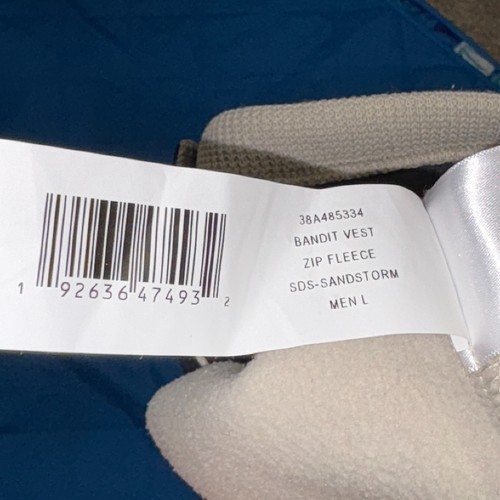 1 92636 47493 2
38A485334
BANDIT VEST
ZIP FLEECE
SDS-SANDSTORM
MEN L